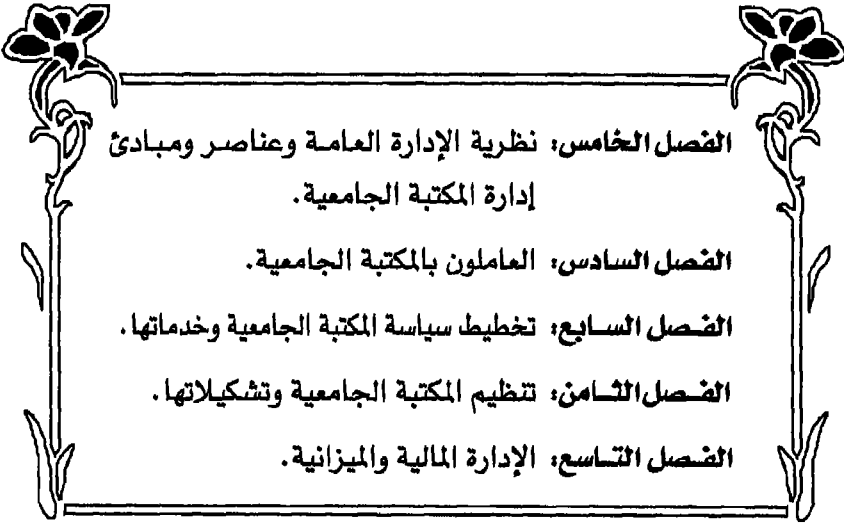 الفصل الخامس: نظرية الإدارة العامة وعناصر ومبادئ
إدارة المكتبة الجامعية.
الفصل السادس: العاملون بالمكتبة الجامعية.
الفصل السابع: تخطيط سياسة المكتبة الجامعية وخدماتها.
الفصل الثامن: تنظيم المكتبة الجامعية وتشكيلاتها.
الفصل التاسع: الإدارة المالية والميزانية.